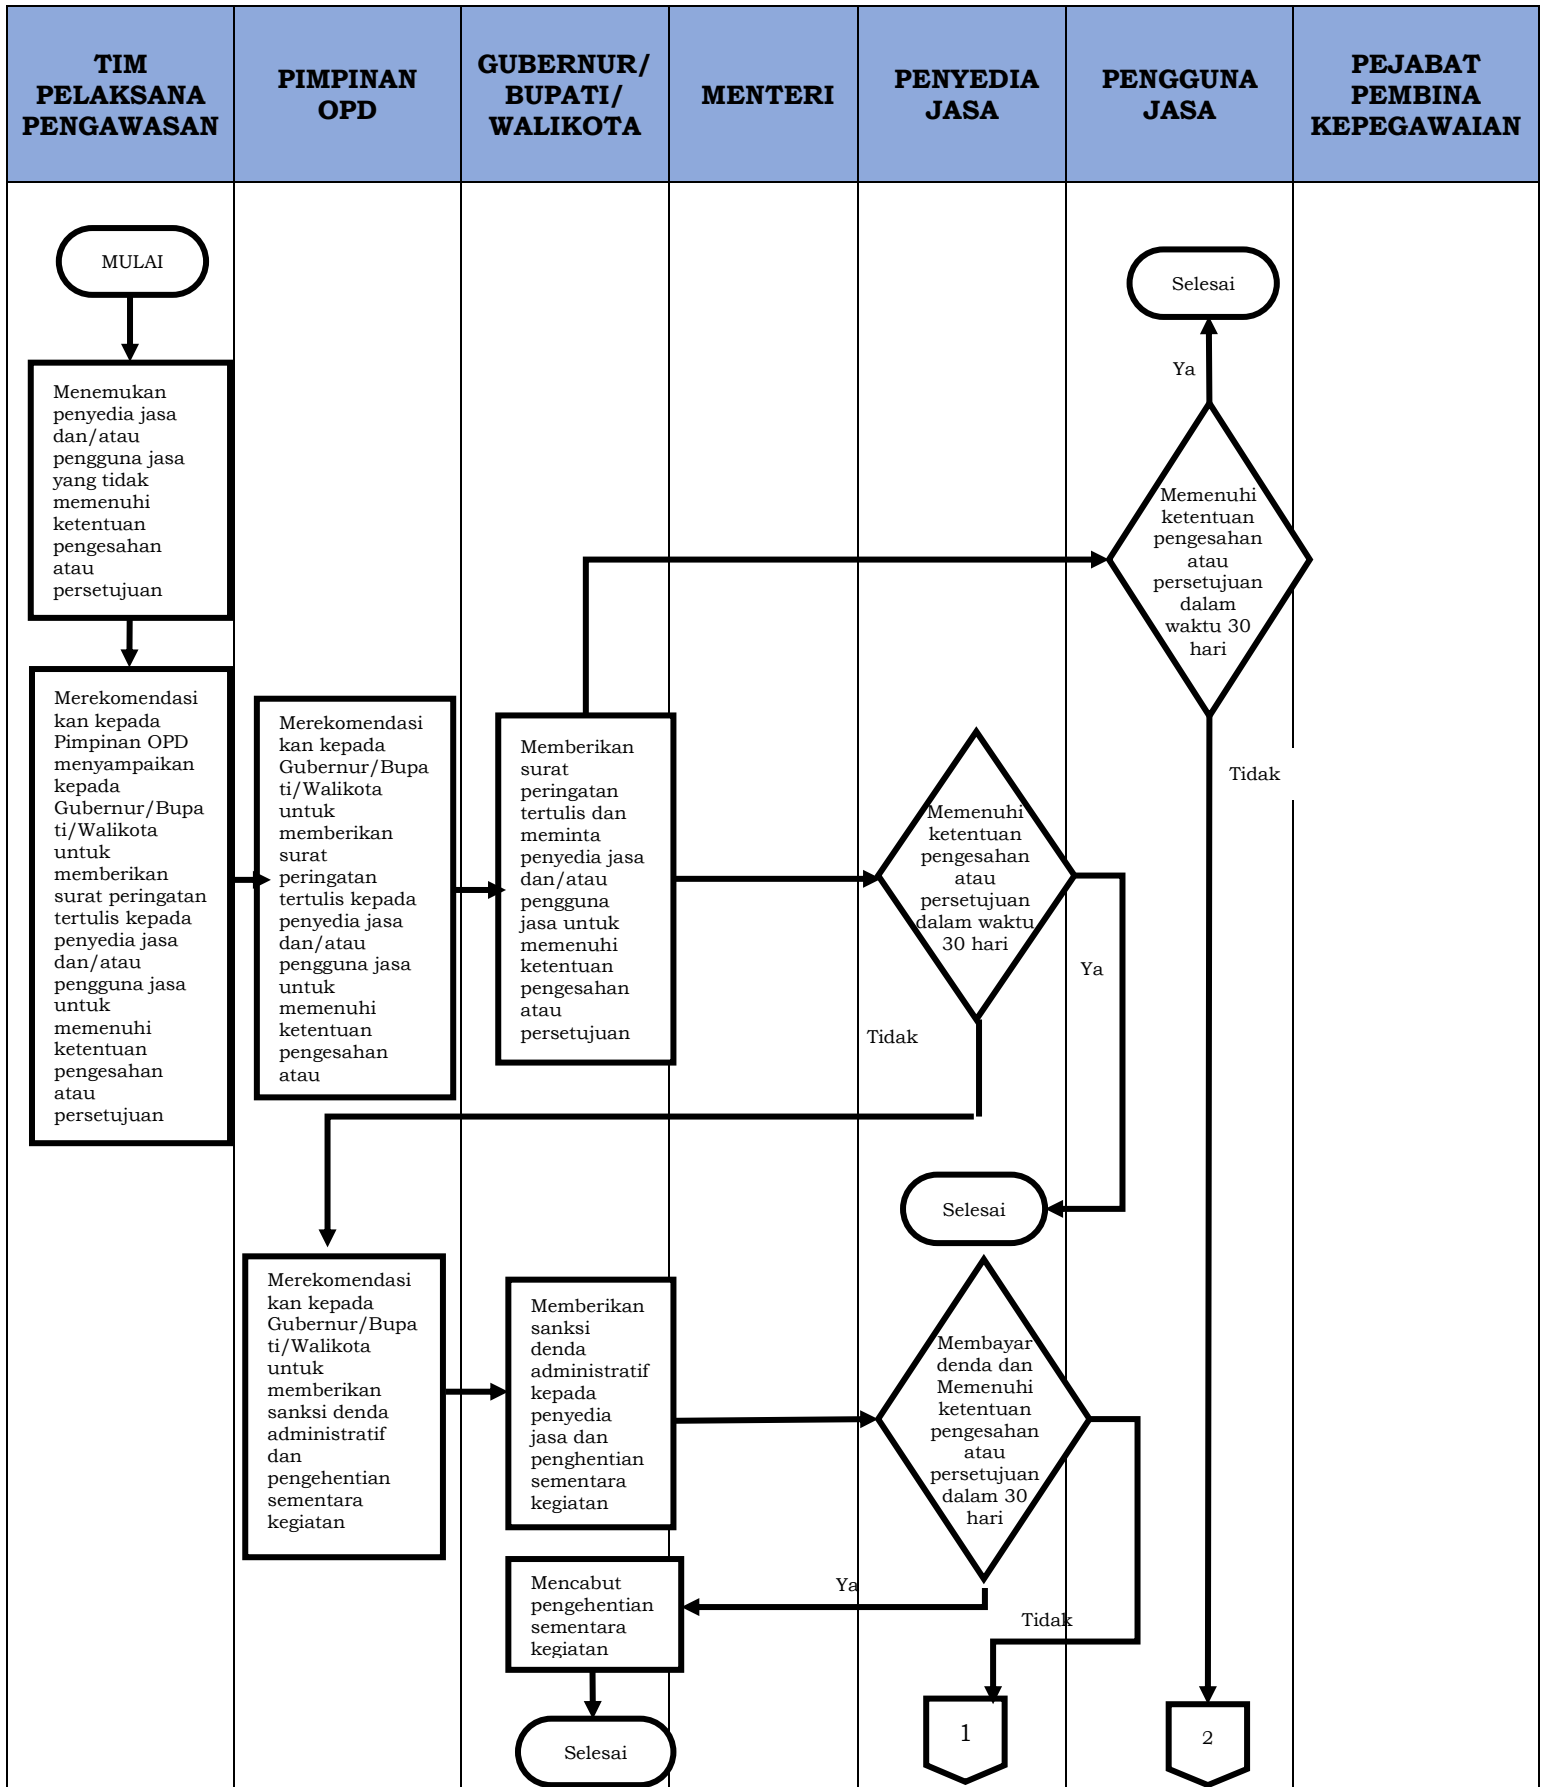 TIM
PELAKSANA
PENGAWASAN
PIMPINAN
OPD
GUBERNUR/
BUPATI/
WALIKOTA
MENTERI
PENYEDIA
JASA
PENGGUNA
JASA
PEJABAT
PEMBINA
KEPEGAWAIAN
MULAI
Menemukan
penyedia jasa
dan/atau
pengguna jasa
yang tidak
memenuhi
ketentuan
pengesahan
atau
persetujuan
Merekomendasi
kan kepada
Pimpinan OPD
menyampaikan
kepada
Gubernur/Bupa
ti/Walikota
untuk
memberikan
surat peringatan
tertulis kepada
penyedia jasa
dan/atau
pengguna jasa
untuk
memenuhi
ketentuan
pengesahan
atau
persetujuan
Merekomendasi
kan kepada
Gubernur/Bupa
ti/Walikota
untuk
memberikan
surat
peringatan
tertulis kepada
penyedia jasa
dan/atau
pengguna jasa
untuk
memenuhi
ketentuan
pengesahan
atau
Memberikan
surat
peringatan
tertulis dan
meminta
penyedia jasa
dan/atau
pengguna
jasa untuk
memenuhi
ketentuan
pengesahan
atau
persetujuan
Selesai
Ya
Memenuhi
ketentuan
pengesahan
atau
persetujuan
dalam
waktu 30
hari
Tidak
Memenuhi
ketentuan
pengesahan
atau
persetujuan
dalam waktu
30 hari
Ya
Tidak
Selesai
Merekomendasi
kan kepada
Gubernur/Bupa
ti/Walikota
untuk
memberikan
sanksi denda
administratif
dan
pengehentian
sementara
kegiatan
Memberikan
sanksi
denda
administratif
kepada
penyedia
jasa dan
penghentian
sementara
kegiatan
Membayar
denda dan
Memenuhi
ketentuan
pengesahan
atau
persetujuan
dalam 30
hari
Ya
Tidak
Mencabut
pengehentian
sementara
kegiatan
Selesai
1
2